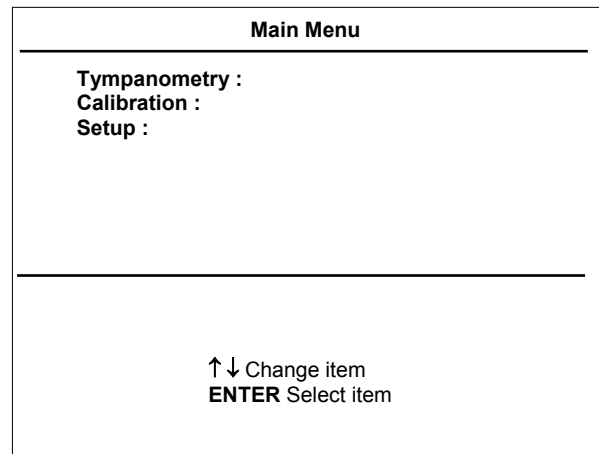 Main Menu
Tympanometry :
Calibration :
Setup :
↑↓ Change item
ENTER Select item